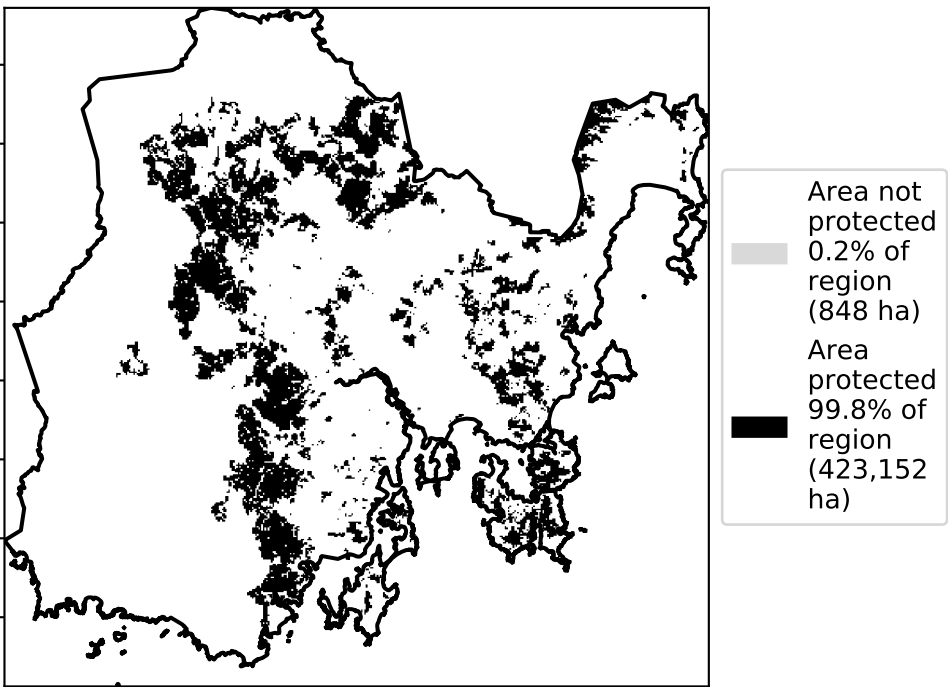 Area not
protected
0.2% of
region
(848 ha)
Area
protected
99.8% of
region
(423,152
ha)